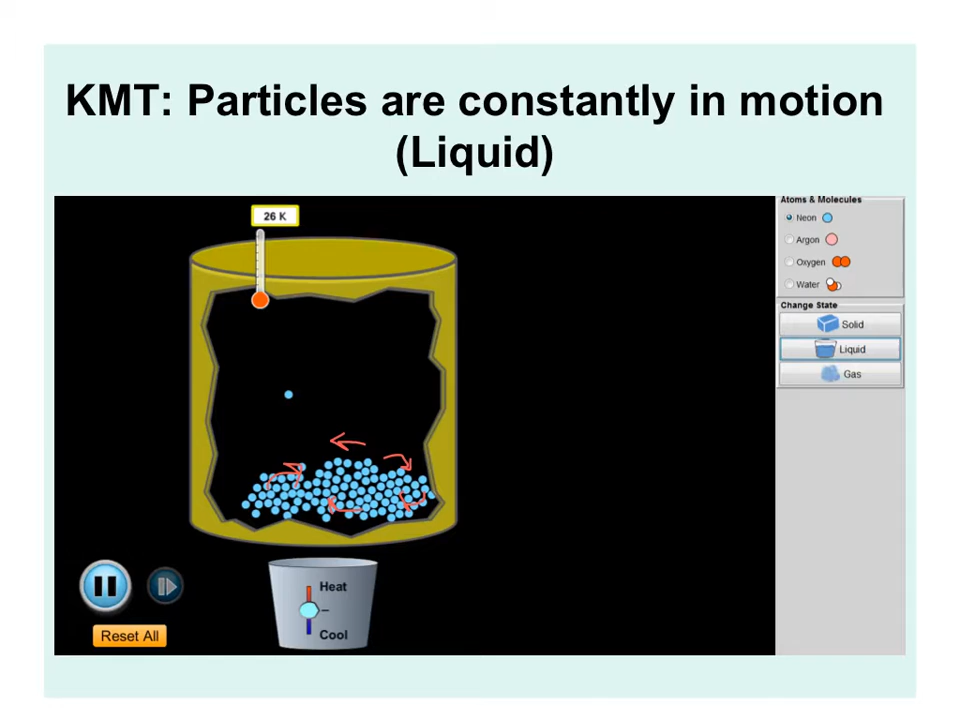 KMT: Particles are constantly in motion
(Liquid)
26 K
Atoms & Molecules
Neon
Argon
Oxygen
Water
Change State
Solid
Liquid
Gas
Heat
Cool
Reset All